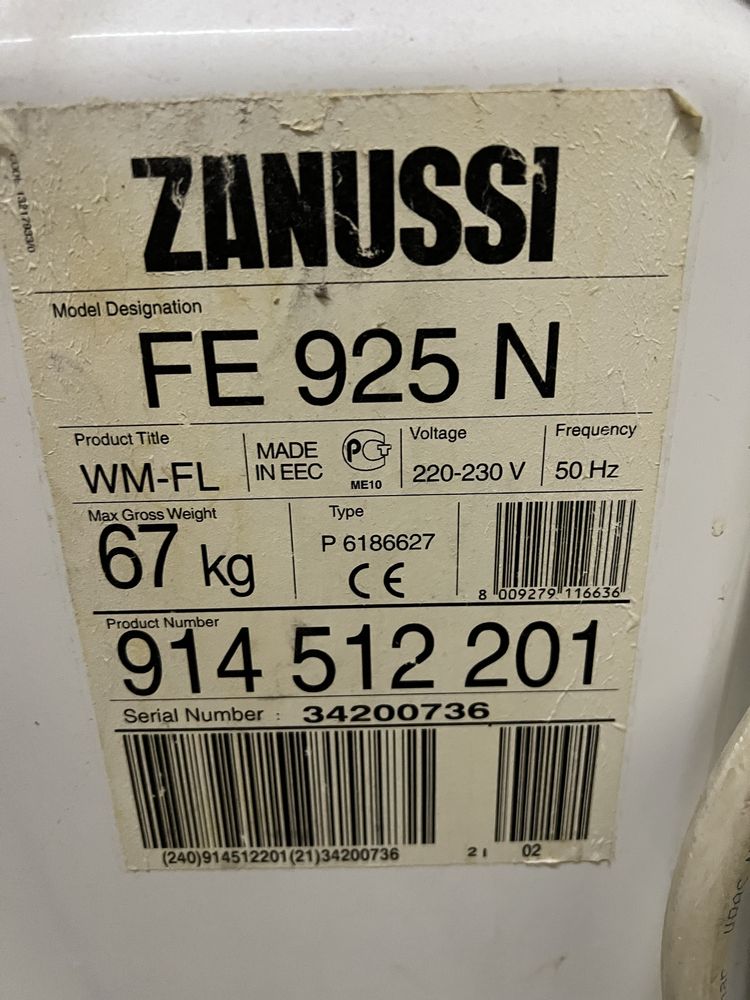 ZANUSSI
Model Designation
FE 925 N
Product Title
WM-FL
MADE
IN EEC
ME10
Voltage
220-230 V
Frequency
50 Hz
Max Gross Weight
67 kg
Type
P 6186627
CE
8 009279 116636
Product Number
914 512 201
Serial Number : 34200736
(240)914512201(21)34200736
21 02